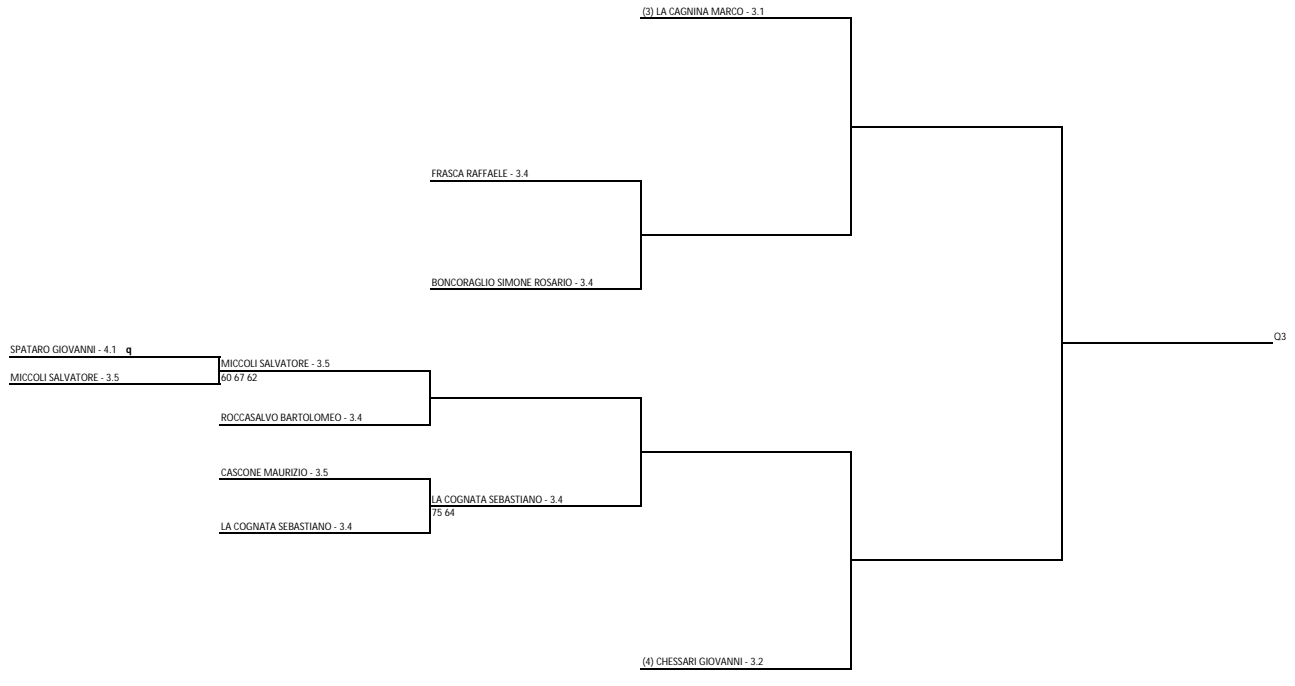 (3) LA CAGNINA MARCO - 3.1
FRASCA RAFFAELE - 3.4
BONCORAGLIO SIMONE ROSARIO - 3.4
Q3
SPATARO GIOVANNI - 4.1 q
MICCOLI SALVATORE - 3.5
MICCOLI SALVATORE - 3.5
60 67 62
ROCCASALVO BARTOLOMEO - 3.4
CASCONE MAURIZIO - 3.5
LA COGNATA SEBASTIANO - 3.4
75 64
LA COGNATA SEBASTIANO - 3.4
(4) CHESSARI GIOVANNI - 3.2